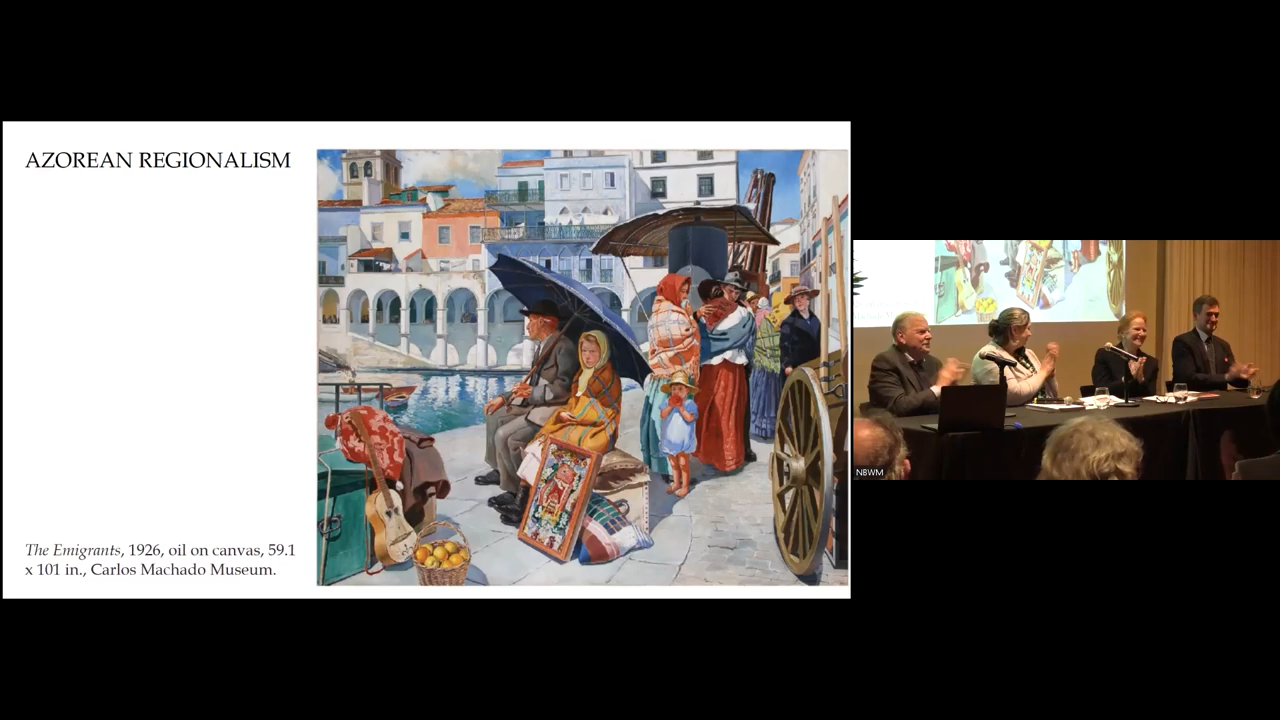 AZOREAN REGIONALISM
The Emigrants, 1926, oil on canvas, 59.1
x 101 in., Carlos Machado Museum.
NBWM